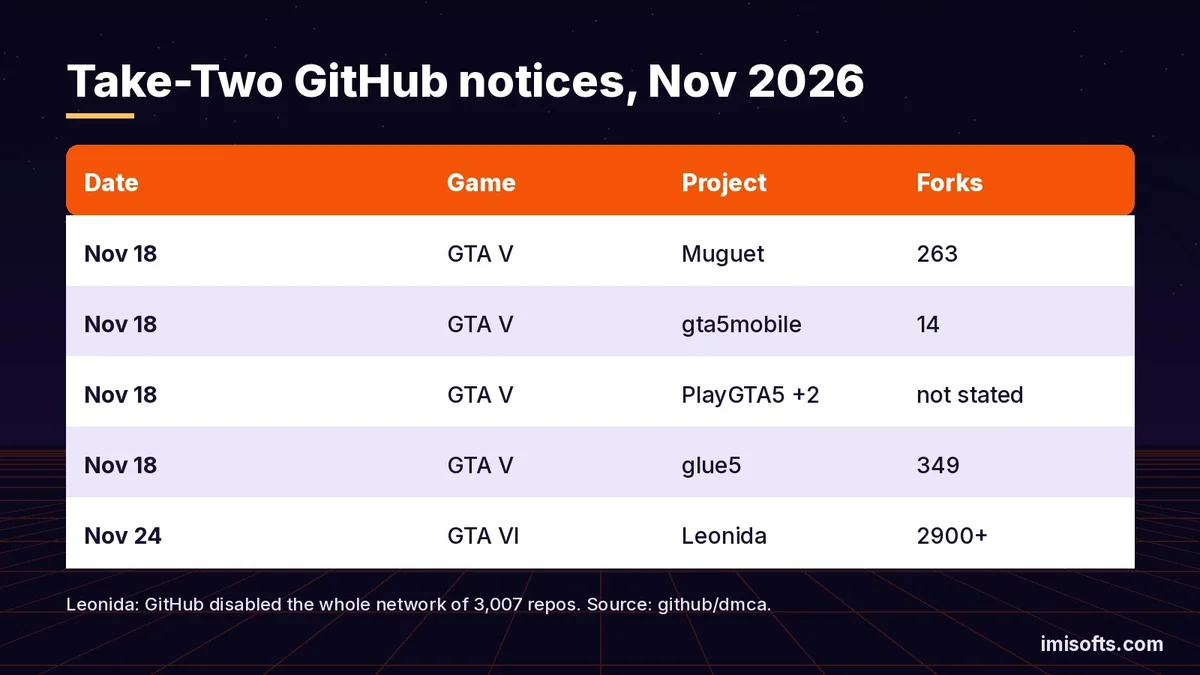 Take-Two GitHub notices, Nov 2026
Date Game Project Forks
Nov 18 GTA V Muguet 263
Nov 18 GTA V gta5mobile 14
Nov 18 GTA V PlayGTA5 +2 not stated
Nov 18 GTA V glue5 349
Nov 24 GTA VI Leonida 2900+
Leonida: GitHub disabled the whole network of 3,007 repos. Source: github/dmca.
imisofts.com